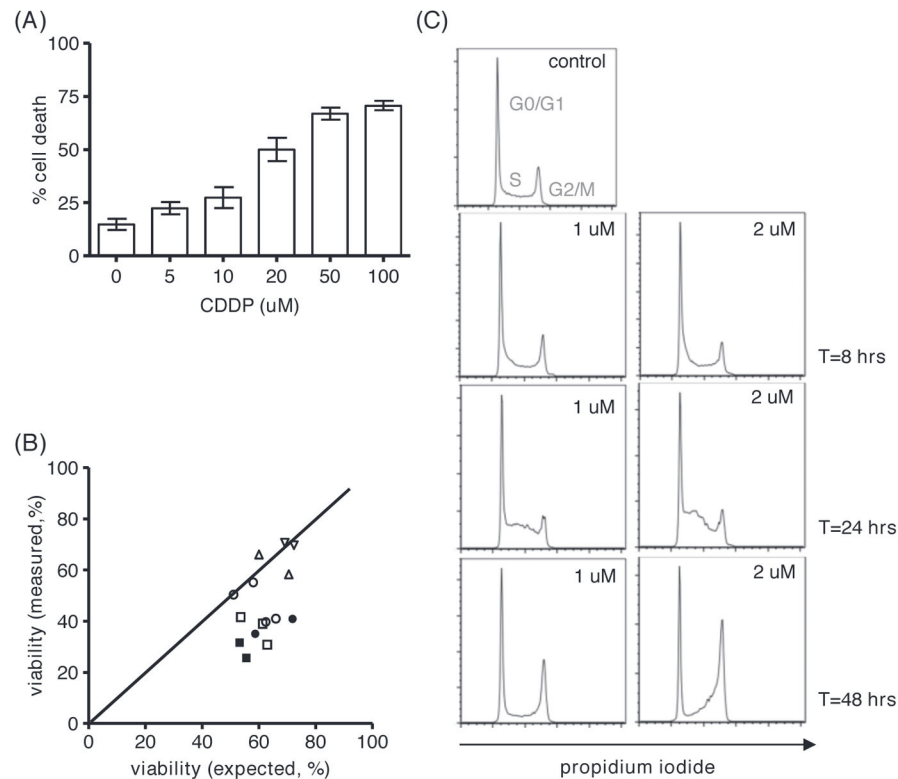 (A)
100
75
50
25
0
% cell death
0 5 10 20 50 100
CDDP (uM)
(B)
100
80
60
40
20
0
viability (measured,%)
0 20 40 60 80 100
viability (expected, %)
(C)
control
G0/G1
S
G2/M
1 uM
2 uM
T=8 hrs
1 uM
2 uM
T=24 hrs
1 uM
2 uM
T=48 hrs
propidium iodide